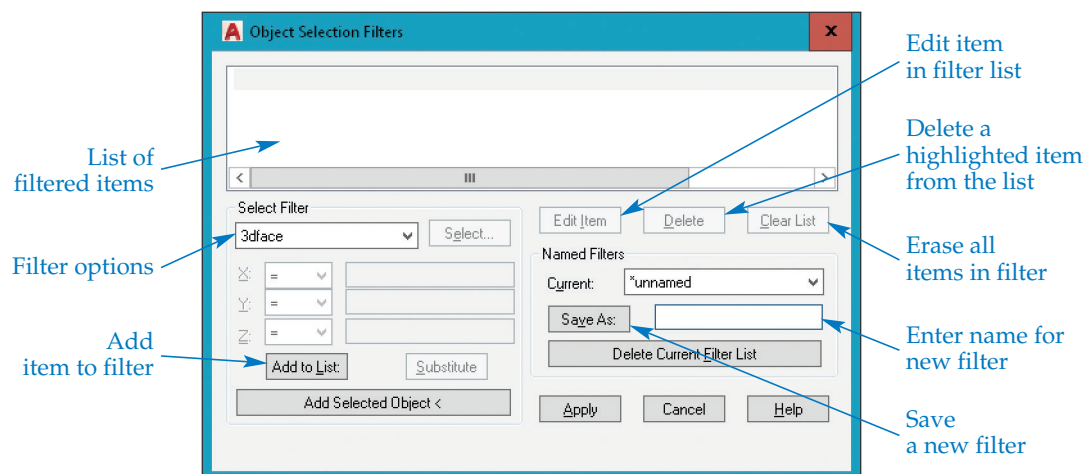 Object Selection Filters
x
Edit item
in filter list
Delete a
highlighted item
from the list
List of
filtered items
Select Filter
3dface
Select...
Edit Item
Delete
Clear List
Filter options
Named Filters
Erase all
items in filter
X: =
Current: *unnamed
Y: =
Save As:
Z: =
Enter name for
new filter
Add
item to filter
Add to List:
Substitute
Delete Current Filter List
Add Selected Object <
Apply
Cancel
Help
Save
a new filter